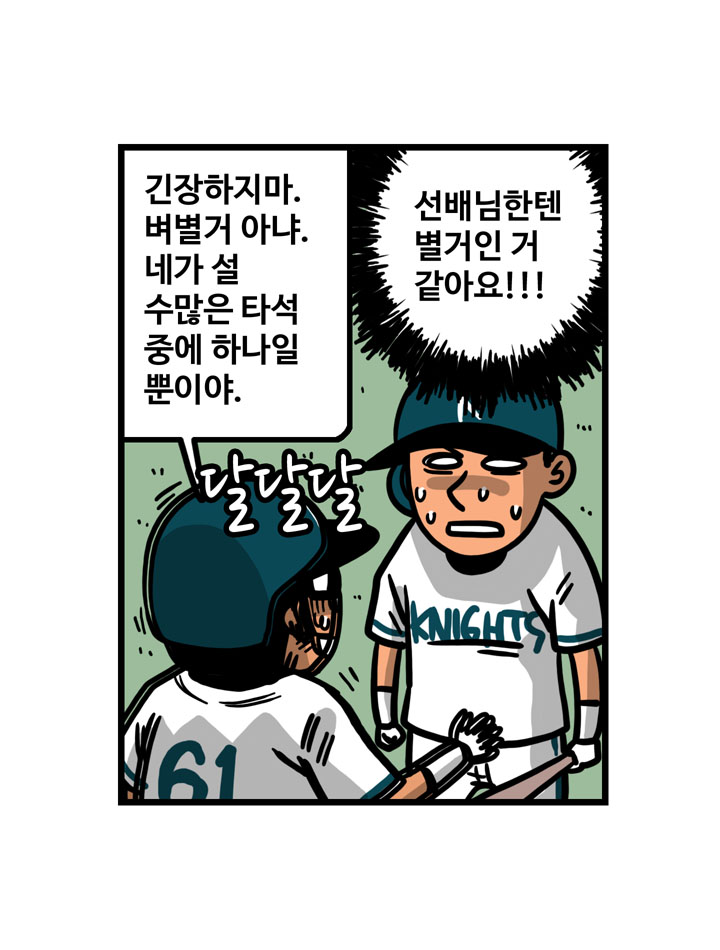 긴장하지마.
벼별거 아냐.
네가 설
수많은 타석
중에 하나일
뿐이야.
선배님한텐
별거인 거
같아요!!!
달달달
KNIGHTS
61